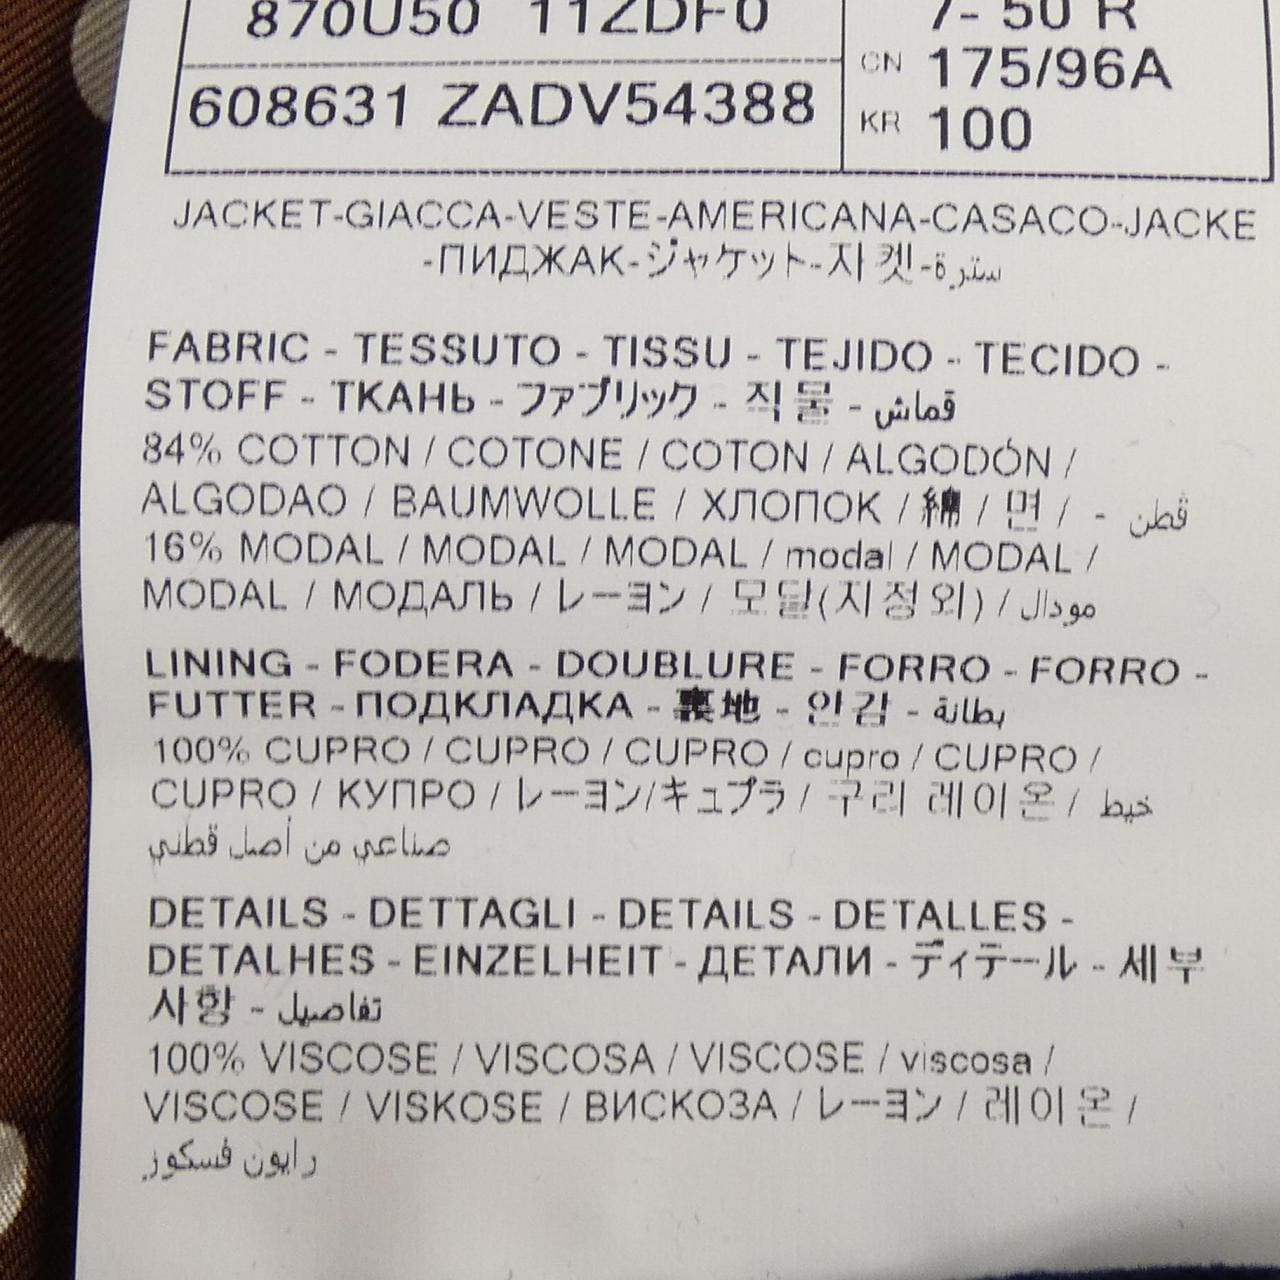 870U50 11ZDF0
7- 50 R
608631 ZADV54388
CN 175/96A
KR 100
JACKET-GIACCA-VESTE-AMERICANA-CASACO-JACKE
-ПИДЖАК-ジャケット-자켓-سترة
FABRIC - TESSUTO - TISSU - TEJIDO - TECIDO -
STOFF - ТКАНЬ - ファブリック - 직물 - قماش
84% COTTON / COTONE / COTON / ALGODÓN /
ALGODAO / BAUMWOLLE / ХЛОПОК / 綿 / 면 / - قطن
16% MODAL / MODAL / MODAL / modal / MODAL /
MODAL / МОДАЛЬ / レーヨン / 모달(지정외) / مودال
LINING - FODERA - DOUBLURE - FORRO - FORRO -
FUTTER - ПОДКЛАДКА - 裏地 - 안감 - بطانة
100% CUPRO / CUPRO / CUPRO / cupro / CUPRO /
CUPRO / КУПРО / レーヨン/キュプラ / 구리 레이온 / خيط
صناعي من أصل قطني
DETAILS - DETTAGLI - DETAILS - DETALLES -
DETALHES - EINZELHEIT - ДЕТАЛИ - ディテール - 세부
사항 - تفاصيل
100% VISCOSE / VISCOSA / VISCOSE / viscosa /
VISCOSE / VISKOSE / ВИСКОЗА / レーヨン / 레이온 /
رايون فسكوز